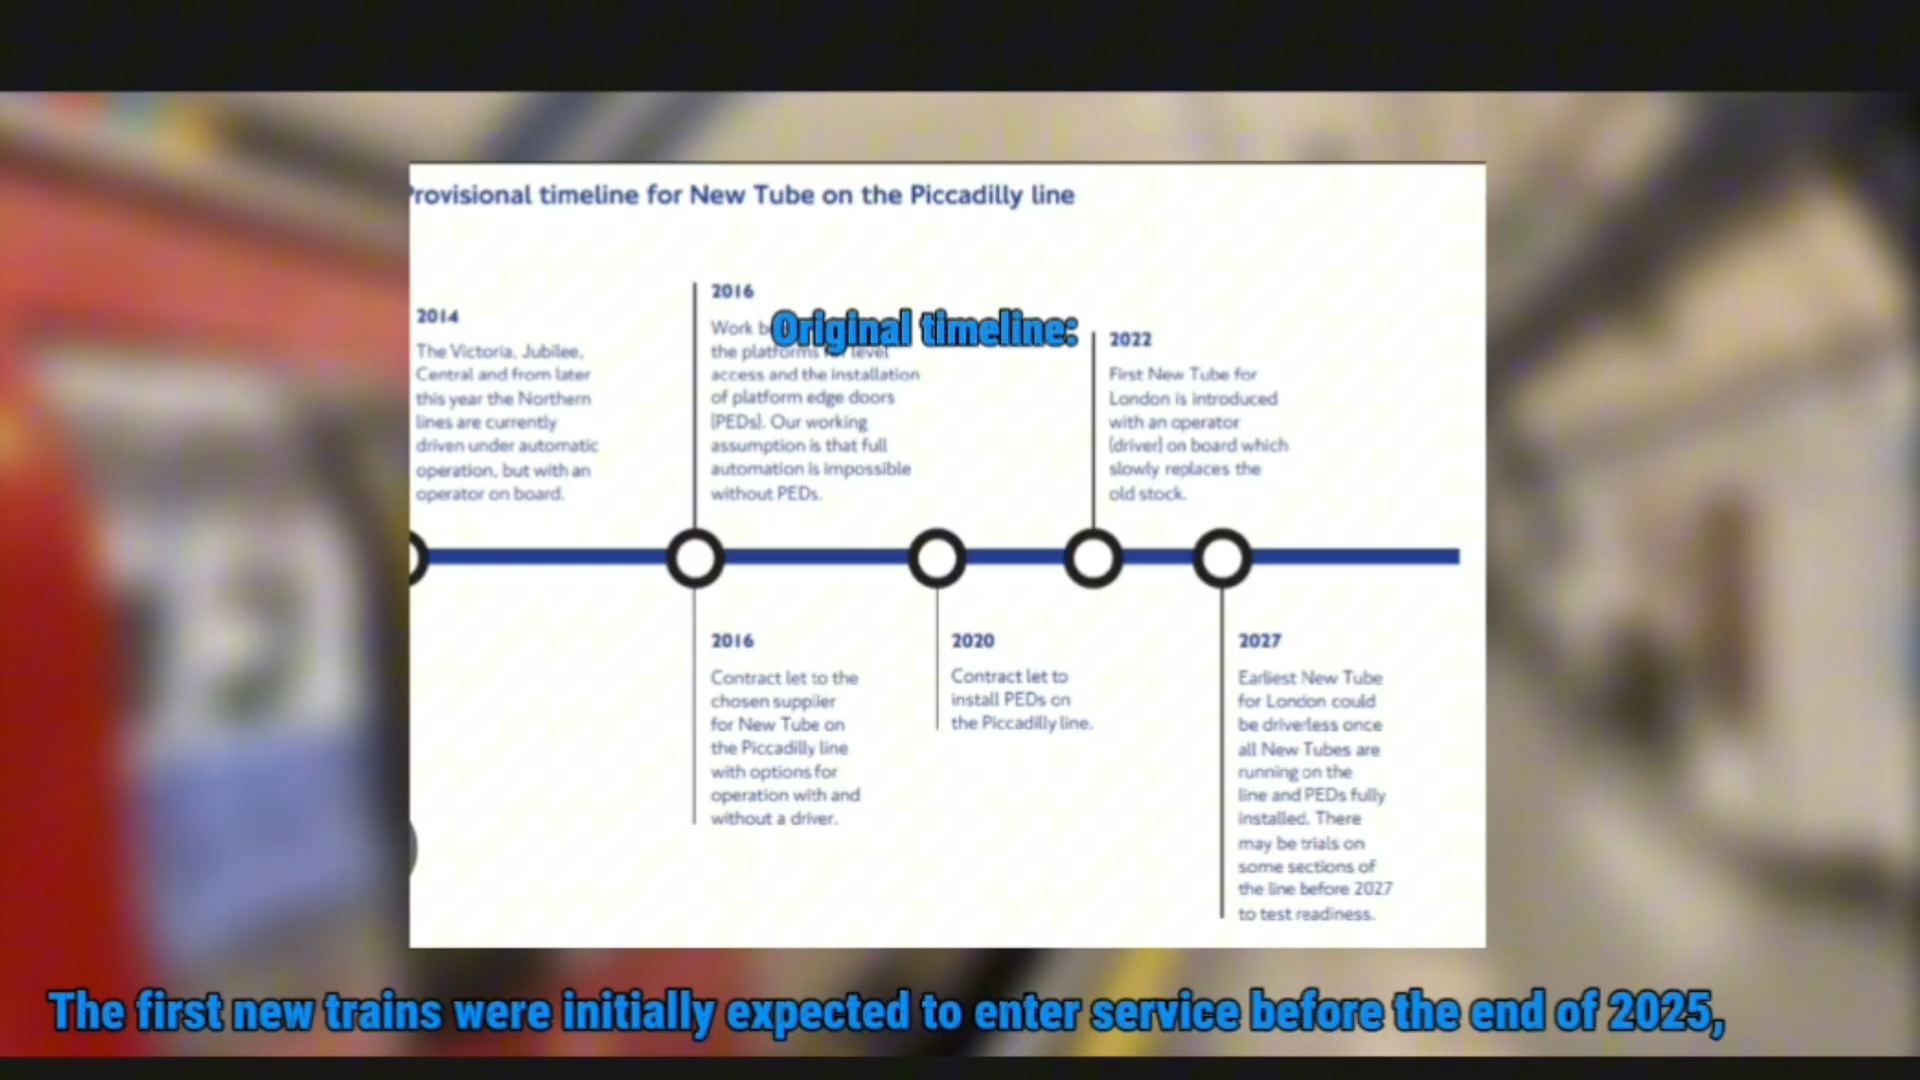 rovisional timeline for New Tube on the Piccadilly line
2014
The Victoria, Jubilee,
Central and from later
this year the Northern
lines are currently
driven under automatic
operation, but with an
operator on board.
2016
Work b
the platforms level
access and the installation
of platform edge doors
(PEDs). Our working
assumption is that full
automation is impossible
without PEDs.
Original timeline:
2022
First New Tube for
London is introduced
with an operator
(driver) on board which
slowly replaces the
old stock.
2016
Contract let to the
chosen supplier
for New Tube on
the Piccadilly line
with options for
operation with and
without a driver.
2020
Contract let to
install PEDs on
the Piccadilly line.
2027
Earliest New Tube
for London could
be driverless once
all New Tubes are
running on the
line and PEDs fully
installed. There
may be trials on
some sections of
the line before 2027
to test readiness.
The first new trains were initially expected to enter service before the end of 2025,